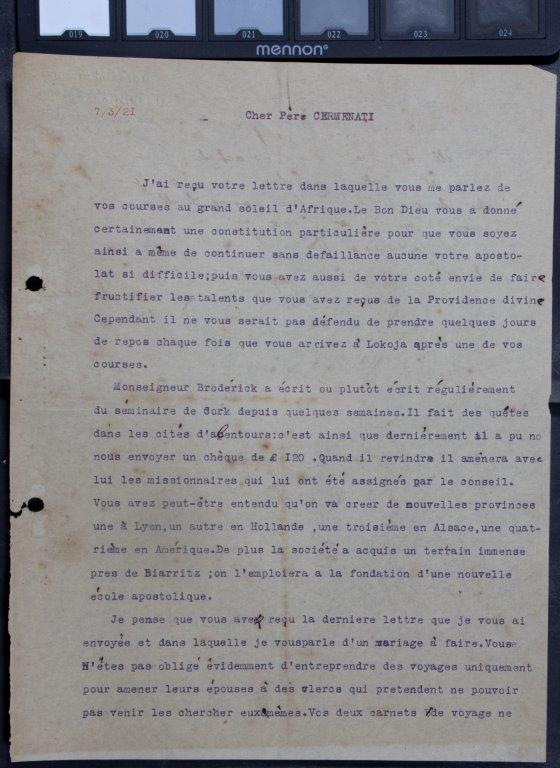 019 020 021 022 023 024
mennon®
7/3/21
Cher Père CERMENATI
J'ai reçu votre lettre dans laquelle vous me parlez de
vos courses au grand soleil d'Afrique.Le Bon Dieu vous a donné
certainement une constitution particulière pour que vous soyez
ainsi a même de continuer sans defaillance aucune votre aposto-
lat si difficile;puis vous avez aussi de votre coté envie de faire
fructifier les talents que vous avez reçus de la Providence divine
Cependant il ne vous serait pas défendu de prendre quelques jours
de repos chaque fois que vous arrivez à Lokoja après une de vos
courses.
Monseigneur Brodérick a écrit ou plutòt écrit régulièrement
du séminaire de Cork depuis quelques semaines.Il fait des quêtes
dans les cités d'alentours:c'est ainsi que dernièrement il a pu no
nous envoyer un chèque de £ I20 .Quand il revindra il amènera avec
lui les missionnaires qui lui ont été assignés par le conseil.
Vous avez peut-être entendu qu'on va creer de nouvelles provinces
une à Lyon,un autre en Hollande ,une troisième en Alsace,une quat-
rième en Amérique.De plus la société a acquis un terrain immense
pres de Biarritz ;on l'emploiera a la fondation d'une nouvelle
école apostolique.
Je pense que vous avez reçu la derniere lettre que je vous ai
envoyée et dans laquelle je vousparle d'un mariage à faire.Vous
N'êtes pas obligé évidemment d'entreprendre des voyages uniquement
pour amener leurs épouses à des clercs qui pretendent ne pouvoir
pas venir les chercher eux mêmes.Vos deux carnets de voyage ne